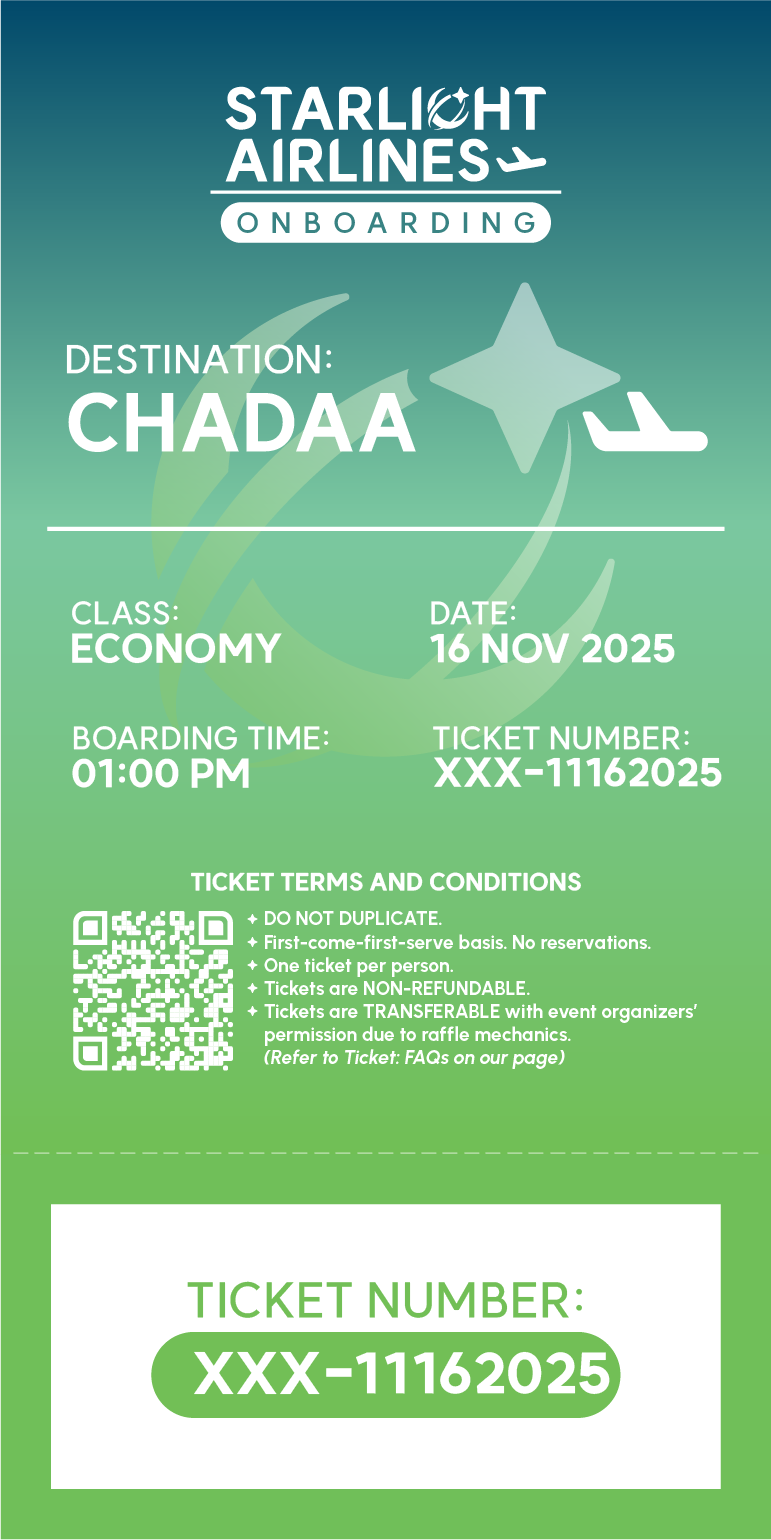 STARLIGHT
AIRLINES
ONBOARDING
DESTINATION:
CHADAA
CLASS:
ECONOMY
DATE:
16 NOV 2025
BOARDING TIME:
01:00 PM
TICKET NUMBER:
XXX-11162025
TICKET TERMS AND CONDITIONS
DO NOT DUPLICATE.
First-come-first-serve basis. No reservations.
One ticket per person.
Tickets are NON-REFUNDABLE.
Tickets are TRANSFERABLE with event organizers'
permission due to raffle mechanics.
(Refer to Ticket: FAQs on our page)
TICKET NUMBER:
XXX-11162025